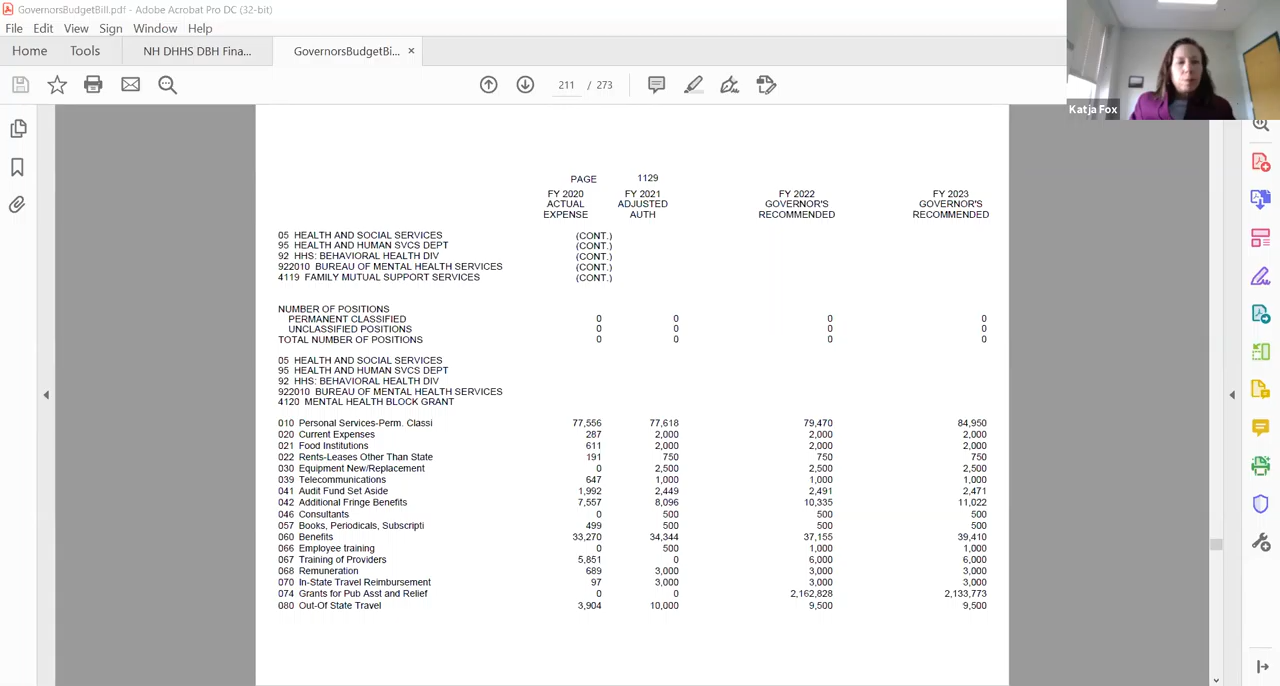 GovernorsBudgetBill.pdf - Adobe Acrobat Pro DC (32-bit)
File Edit View Sign Window Help
Home Tools NH DHHS DBH Fina... GovernorsBudgetBi... ×
211 / 273
Katja Fox
PAGE 1129
FY 2020 FY 2021 FY 2022 FY 2023
ACTUAL ADJUSTED GOVERNOR'S GOVERNOR'S
EXPENSE AUTH RECOMMENDED RECOMMENDED
05 HEALTH AND SOCIAL SERVICES (CONT.)
95 HEALTH AND HUMAN SVCS DEPT (CONT.)
92 HHS: BEHAVIORAL HEALTH DIV (CONT.)
922010 BUREAU OF MENTAL HEALTH SERVICES (CONT.)
4119 FAMILY MUTUAL SUPPORT SERVICES (CONT.)
NUMBER OF POSITIONS
PERMANENT CLASSIFIED 0 0 0 0
UNCLASSIFIED POSITIONS 0 0 0 0
TOTAL NUMBER OF POSITIONS 0 0 0 0
05 HEALTH AND SOCIAL SERVICES
95 HEALTH AND HUMAN SVCS DEPT
92 HHS: BEHAVIORAL HEALTH DIV
922010 BUREAU OF MENTAL HEALTH SERVICES
4120 MENTAL HEALTH BLOCK GRANT
010 Personal Services-Perm. Classi 77,556 77,618 79,470 84,950
020 Current Expenses 287 2,000 2,000 2,000
021 Food Institutions 611 2,000 2,000 2,000
022 Rents-Leases Other Than State 191 750 750 750
030 Equipment New/Replacement 0 2,500 2,500 2,500
039 Telecommunications 647 1,000 1,000 1,000
041 Audit Fund Set Aside 1,992 2,449 2,491 2,471
042 Additional Fringe Benefits 7,557 8,096 10,335 11,022
046 Consultants 0 500 500 500
057 Books, Periodicals, Subscripti 499 500 500 500
060 Benefits 33,270 34,344 37,155 39,410
066 Employee training 0 500 1,000 1,000
067 Training of Providers 5,851 0 6,000 6,000
068 Remuneration 689 3,000 3,000 3,000
070 In-State Travel Reimbursement 97 3,000 3,000 3,000
074 Grants for Pub Asst and Relief 0 0 2,162,828 2,133,773
080 Out-Of State Travel 3,904 10,000 9,500 9,500